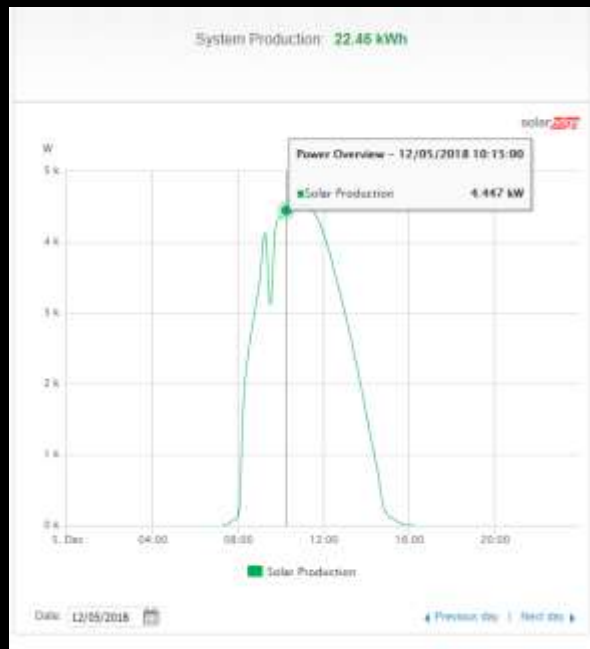 System Production: 22.46 kWh
solaredge
W
Power Overview - 12/05/2018 10:15:00
Solar Production 4.447 kW
5 k
4 k
3 k
2 k
1 k
0 k
5. Dec 04:00 08:00 12:00 16:00 20:00
Solar Production
Date: 12/05/2018 Previous day | Next day